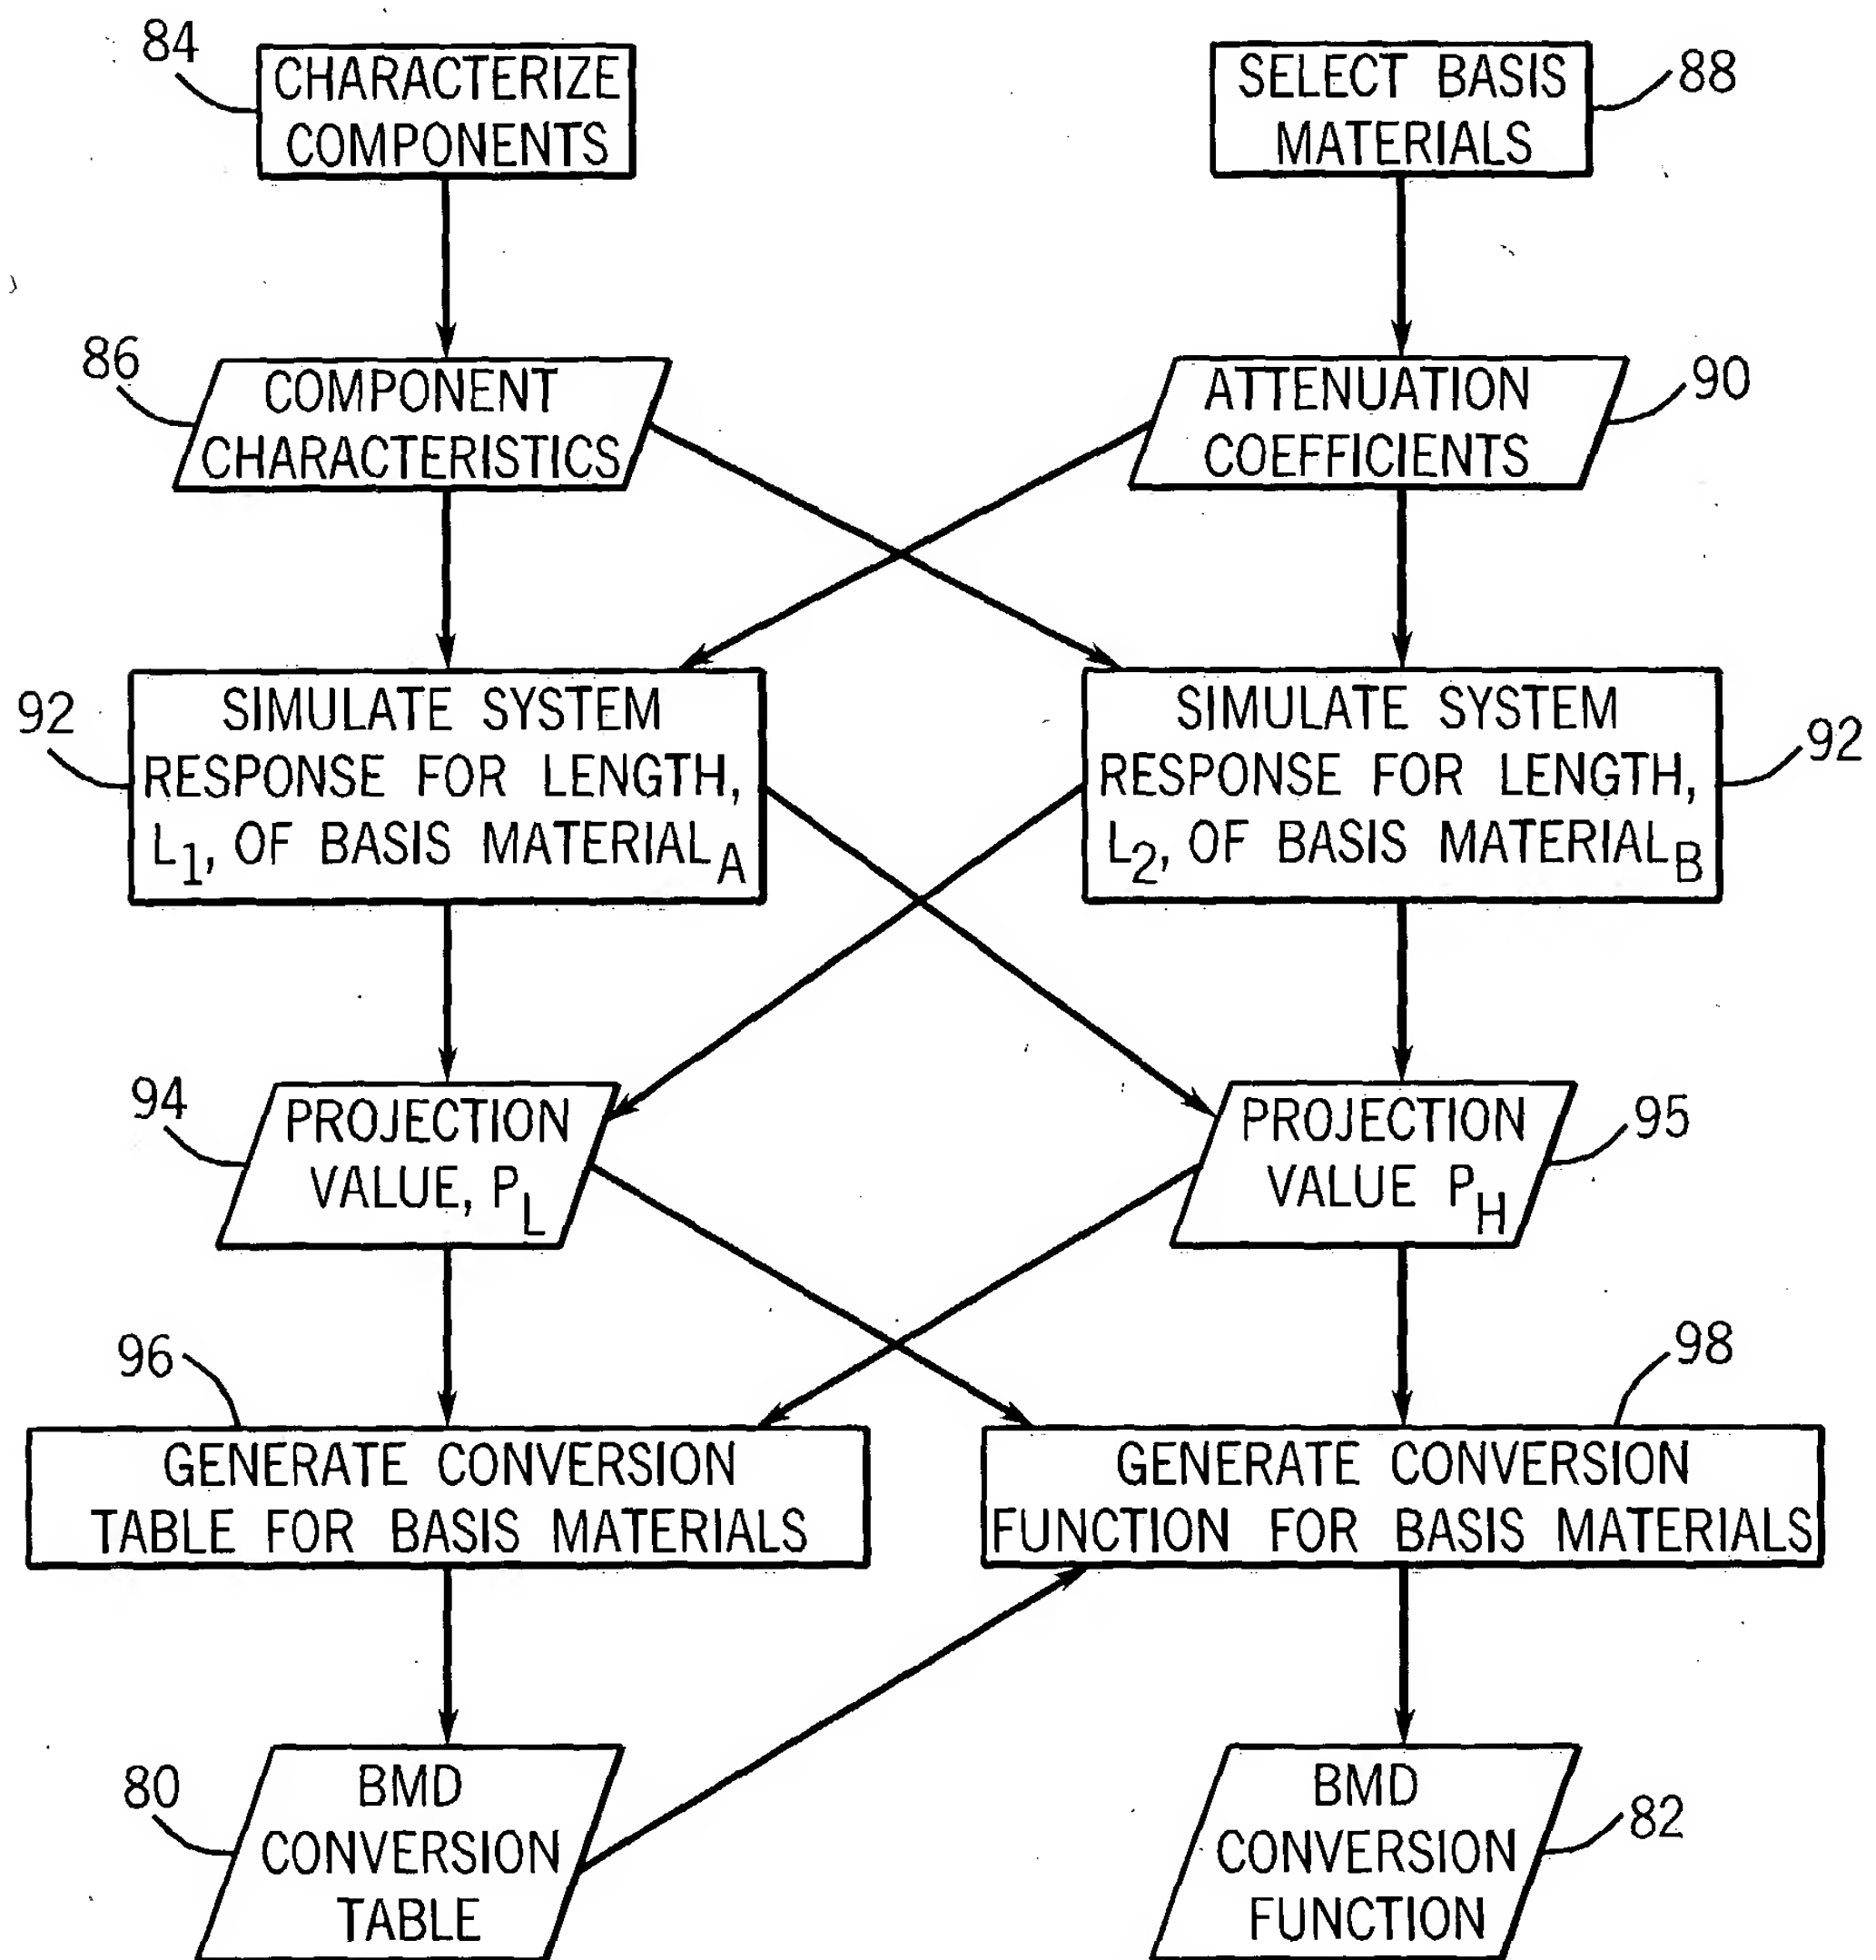 84
CHARACTERIZE
COMPONENTS
SELECT BASIS
MATERIALS
88
86
COMPONENT
CHARACTERISTICS
ATTENUATION
COEFFICIENTS
90
92
SIMULATE SYSTEM
RESPONSE FOR LENGTH,
L1, OF BASIS MATERIALA
SIMULATE SYSTEM
RESPONSE FOR LENGTH,
L2, OF BASIS MATERIALB
92
94
PROJECTION
VALUE, PL
PROJECTION
VALUE PH
95
96
GENERATE CONVERSION
TABLE FOR BASIS MATERIALS
98
GENERATE CONVERSION
FUNCTION FOR BASIS MATERIALS
80
BMD
CONVERSION
TABLE
BMD
CONVERSION
FUNCTION
82